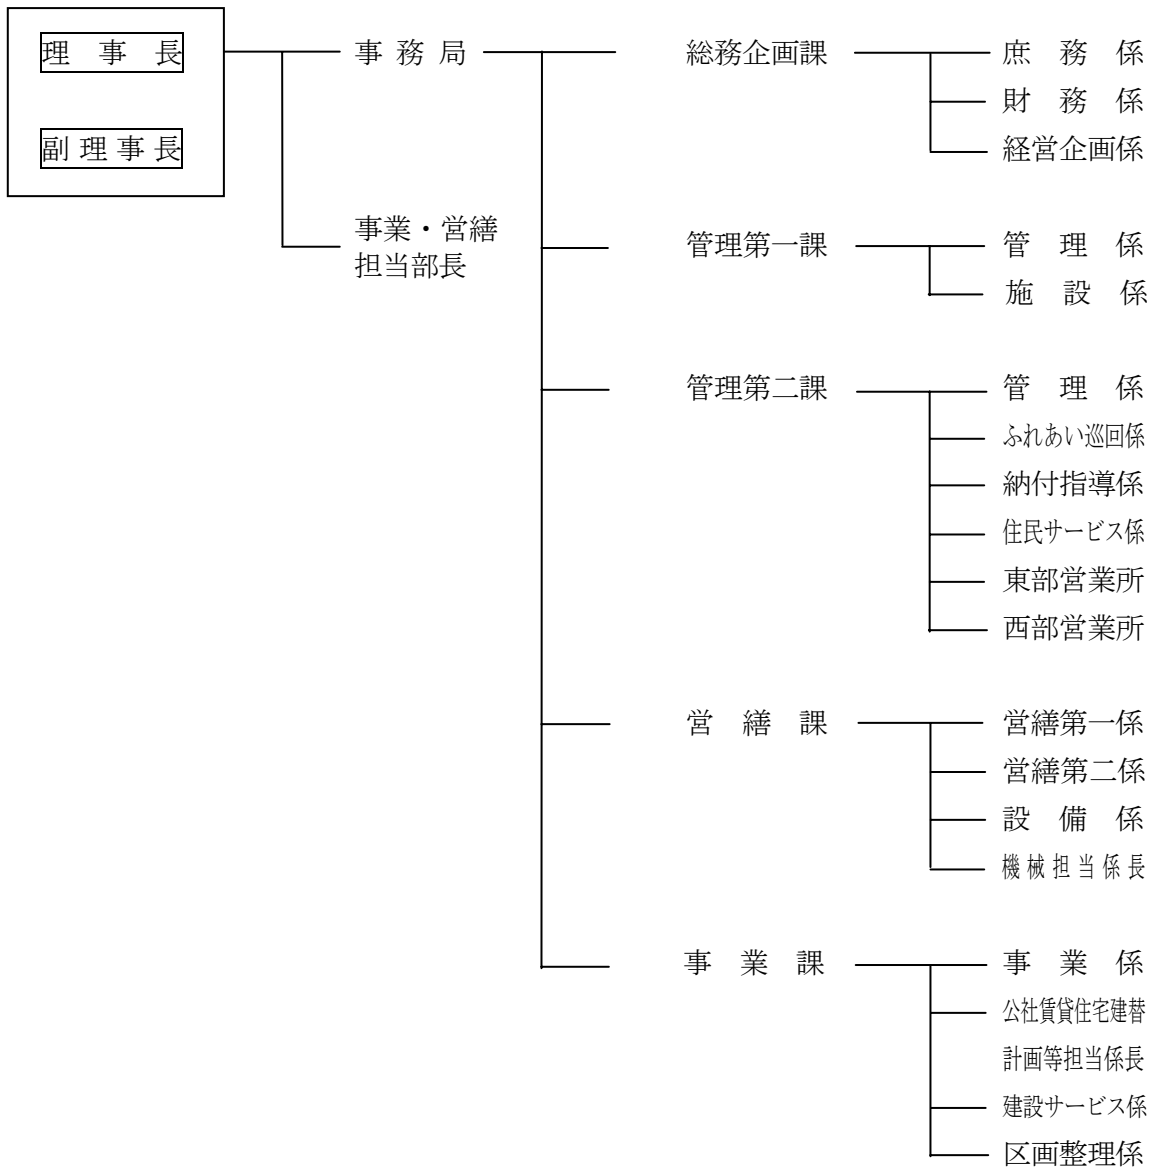 理事長 事務局 総務企画課 庶務係
財務係
副理事長 経営企画係
事業・営繕
担当部長
管理第一課 管理係
施設係
管理第二課 管理係
ふれあい巡回係
納付指導係
住民サービス係
東部営業所
西部営業所
営繕課 営繕第一係
営繕第二係
設備係
機械担当係長
事業課 事業係
公社賃貸住宅建替
計画等担当係長
建設サービス係
区画整理係